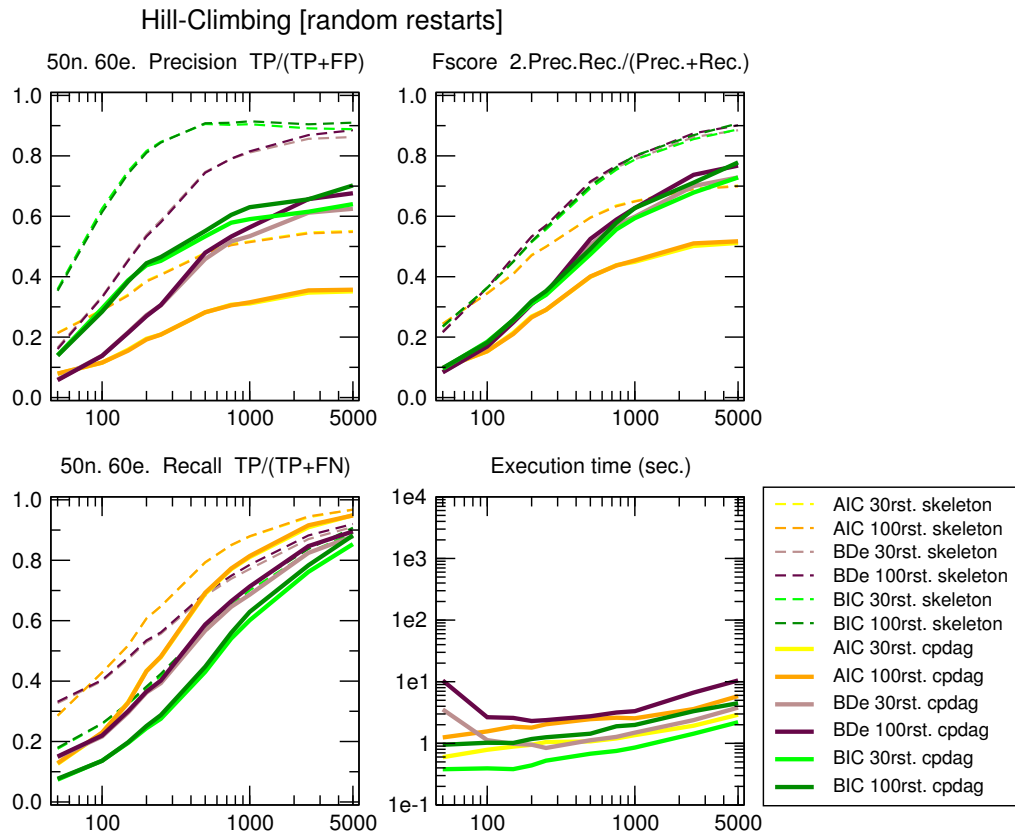 Hill-Climbing [random restarts]
50n. 60e. Precision TP/(TP+FP)
Fscore 2.Prec.Rec./(Prec.+Rec.)
1.0
0.8
0.6
0.4
0.2
0.0
100
1000
5000
1.0
0.8
0.6
0.4
0.2
0.0
100
1000
5000
50n. 60e. Recall TP/(TP+FN)
Execution time (sec.)
1.0
0.8
0.6
0.4
0.2
0.0
100
1000
5000
1e4
1e3
1e2
1e1
1
1e-1
100
1000
5000
AIC 30rst. skeleton
AIC 100rst. skeleton
BDe 30rst. skeleton
BDe 100rst. skeleton
BIC 30rst. skeleton
BIC 100rst. skeleton
AIC 30rst. cpdag
AIC 100rst. cpdag
BDe 30rst. cpdag
BDe 100rst. cpdag
BIC 30rst. cpdag
BIC 100rst. cpdag